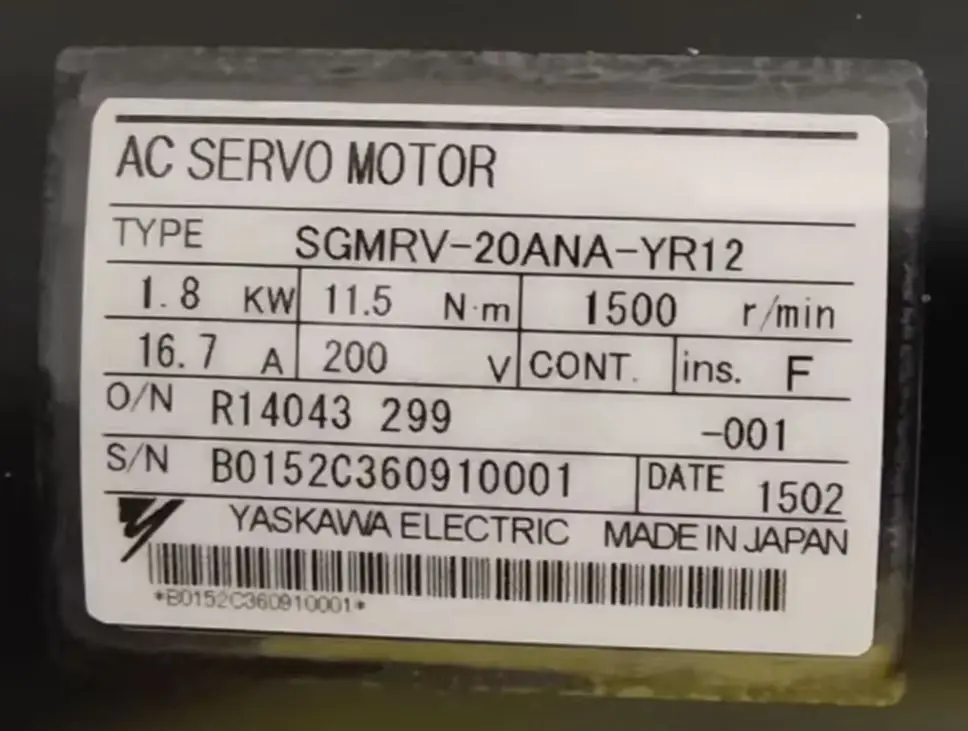 AC SERVO MOTOR
TYPE SGMRV-20ANA-YR12
1.8 KW 11.5 N·m 1500 r/min
16.7 A 200 V CONT. ins. F
O/N R14043 299 -001
S/N B0152C360910001 DATE 1502
YASKAWA ELECTRIC MADE IN JAPAN
*B0152C360910001*